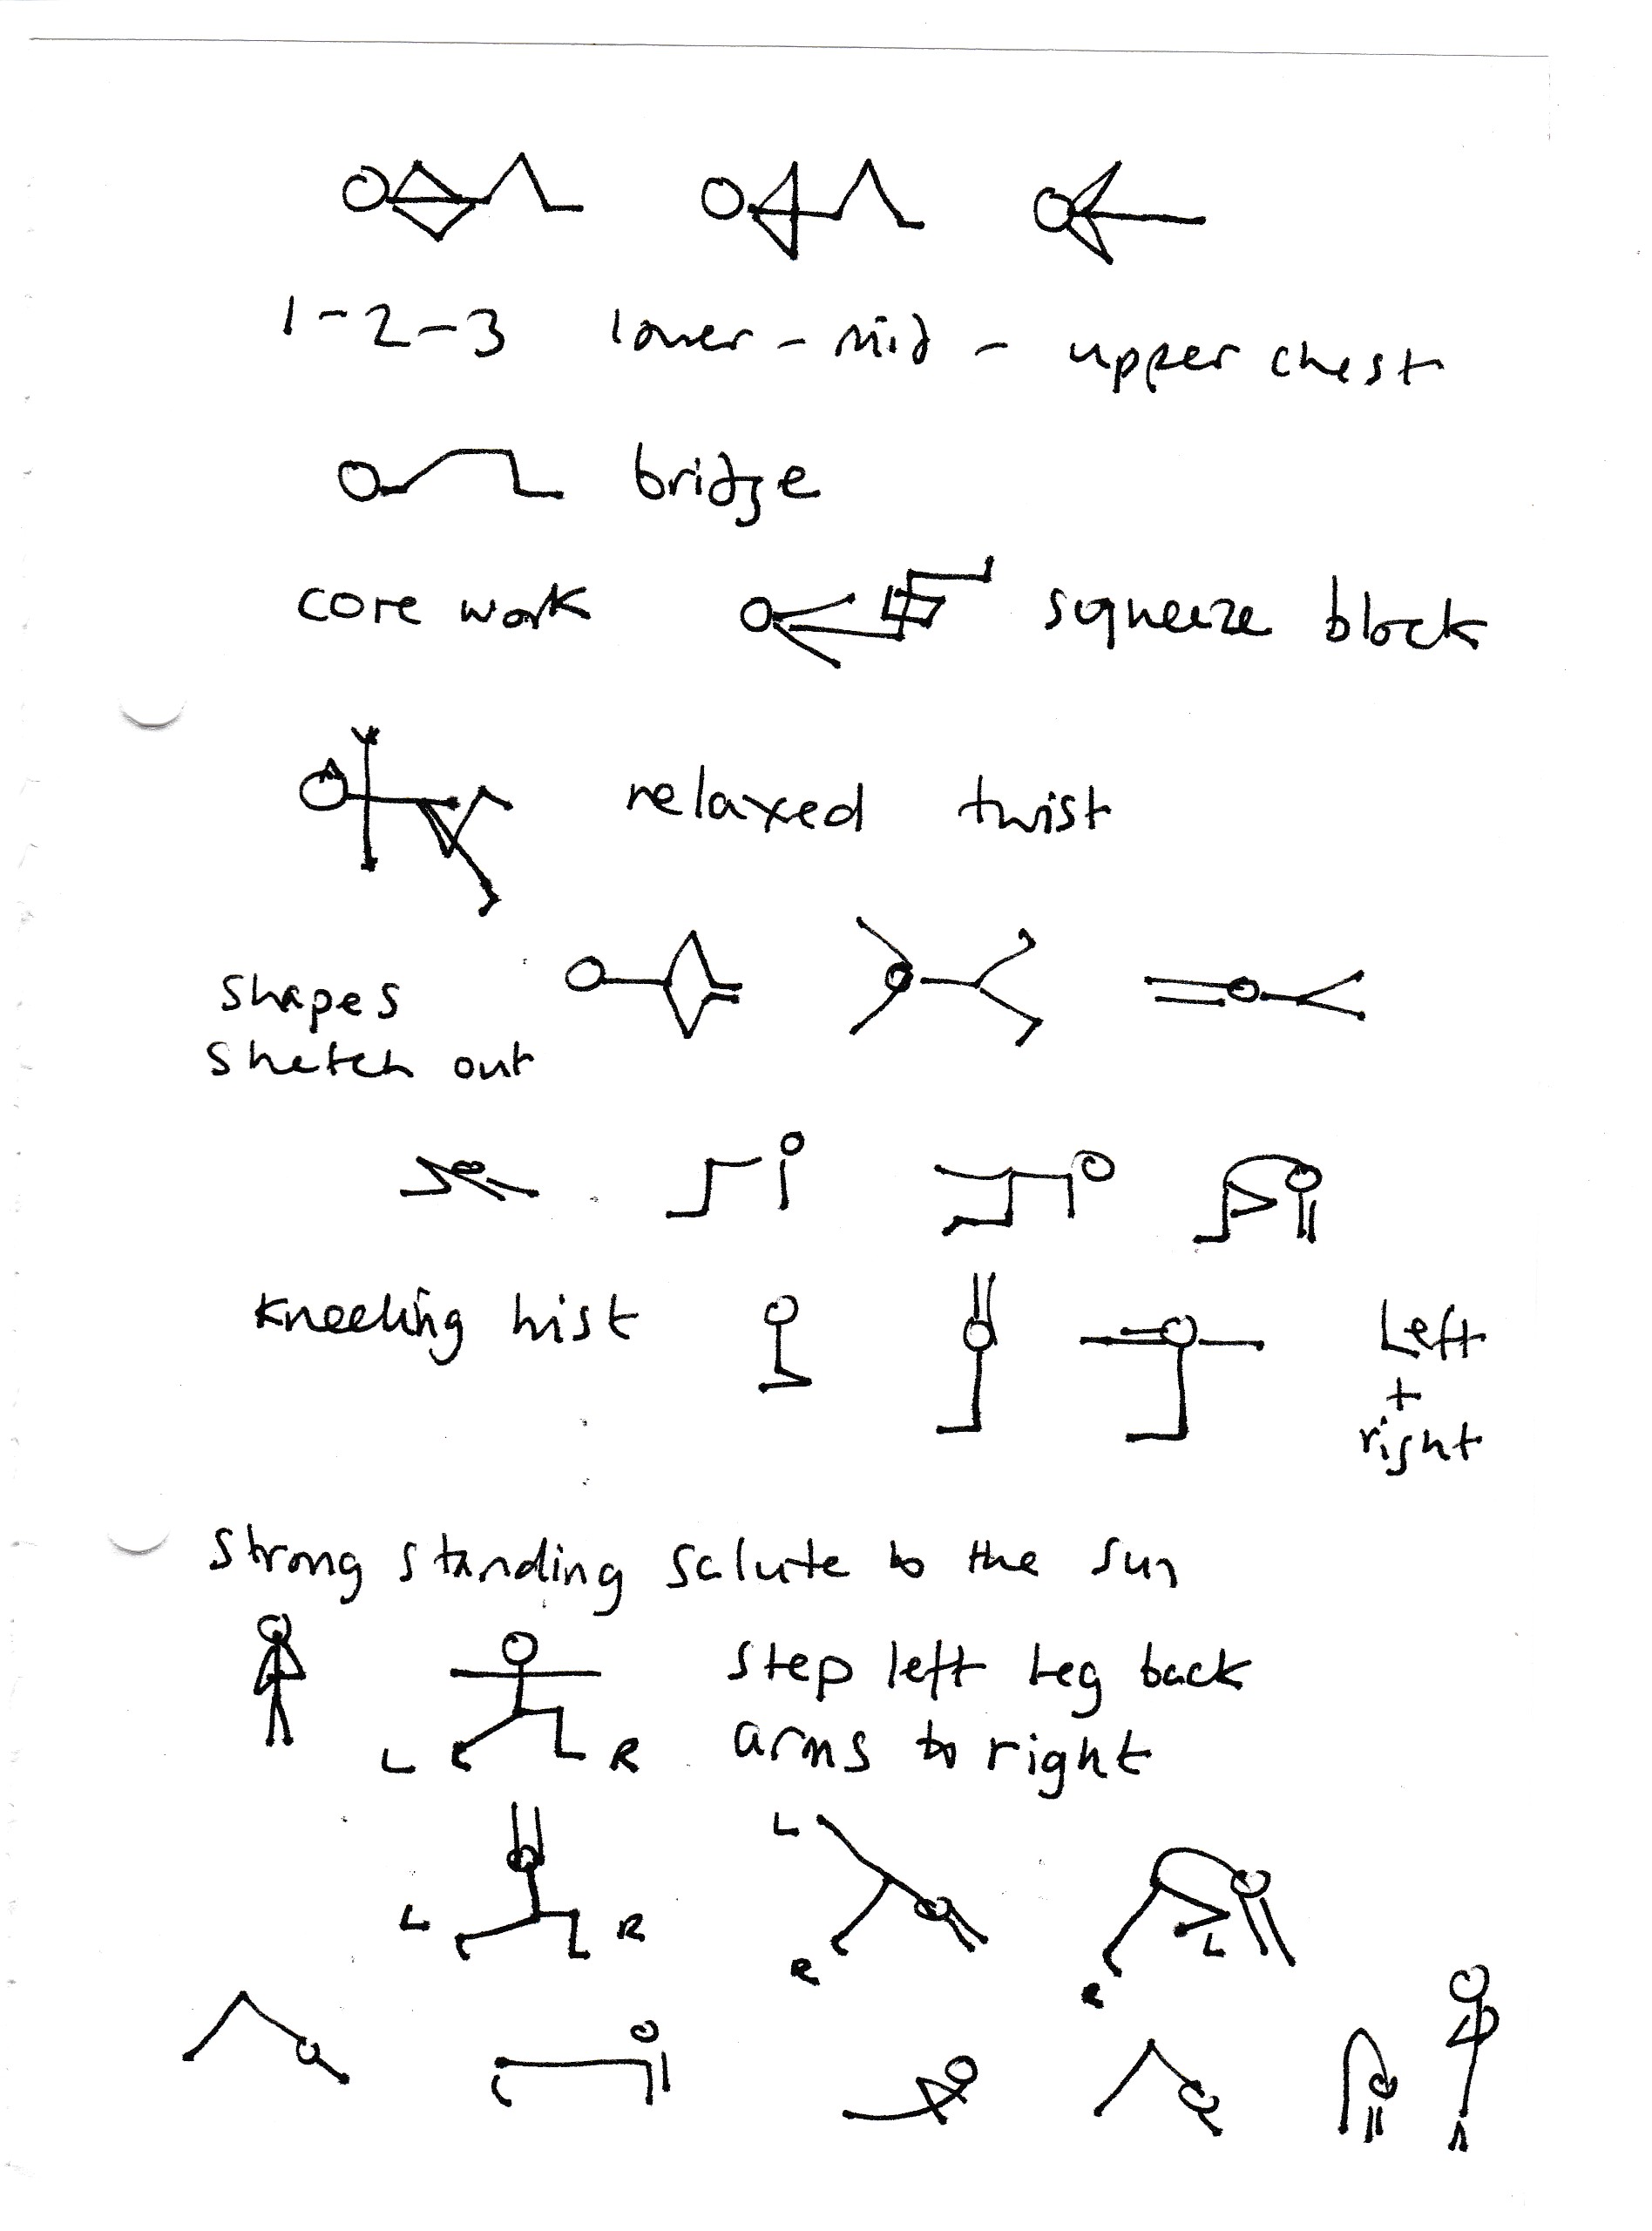 1-2-3 lower - mid - upper chest
bridge
core work squeeze block
relaxed twist
shapes
stretch out
kneeling twist Left
+
right
Strong standing salute to the sun
step left leg back
L R arms to right
L
L R
L
R R